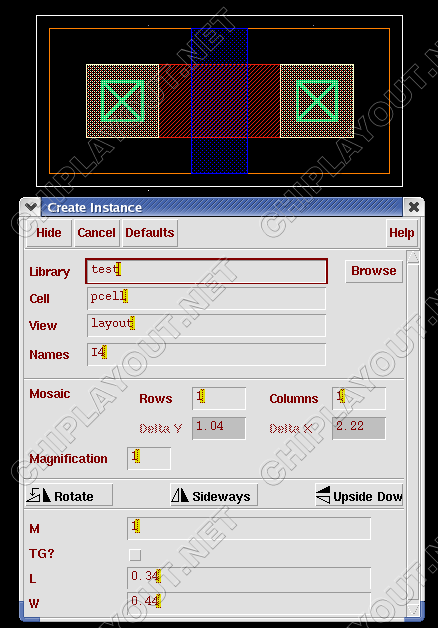 Create Instance
Hide Cancel Defaults Help
Library test Browse
Cell pcell
View layout
Names I4
Mosaic Rows 1 Columns 1
Delta Y 1.04 Delta X 2.22
Magnification 1
Rotate Sideways Upside Dow
M 1
TG?
L 0.34
W 0.44
CHIPLAYOUT.NET
CHIPLAYOUT.NET
CHIPLAYOUT.NET
CHIPLAYOUT.NET
CHIPLAYOUT.NET
CHIPLAYOUT.NET